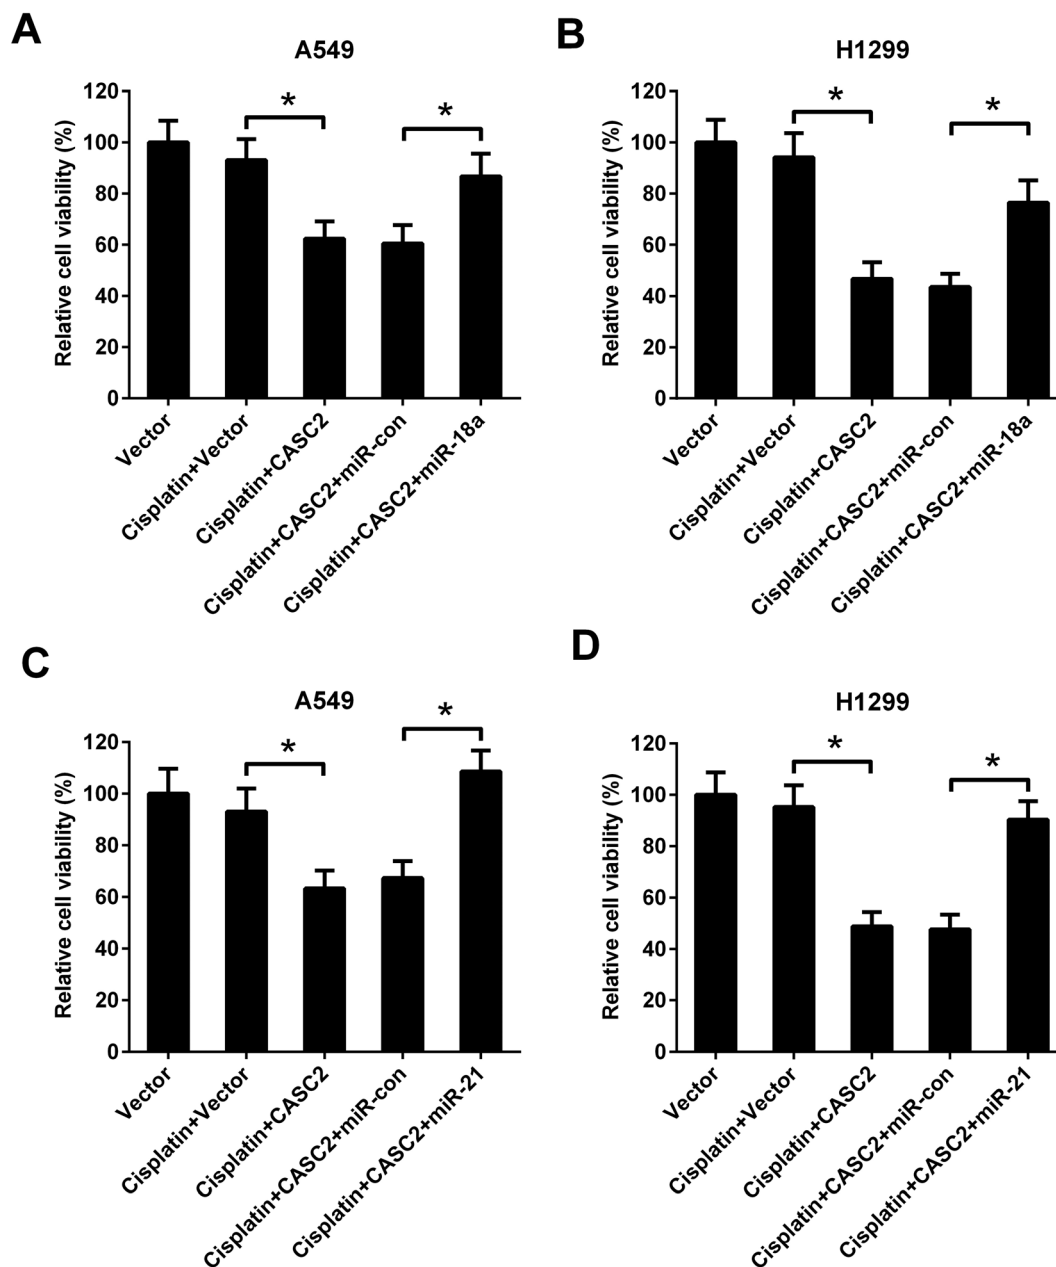 A
A549
Relative cell viability (%)
120
100
80
60
40
20
0
*
*
Vector
Cisplatin+Vector
Cisplatin+CASC2
Cisplatin+CASC2+miR-con
Cisplatin+CASC2+miR-18a
B
H1299
Relative cell viability (%)
120
100
80
60
40
20
0
*
*
Vector
Cisplatin+Vector
Cisplatin+CASC2
Cisplatin+CASC2+miR-con
Cisplatin+CASC2+miR-18a
C
A549
Relative cell viability (%)
120
100
80
60
40
20
0
*
*
Vector
Cisplatin+Vector
Cisplatin+CASC2
Cisplatin+CASC2+miR-con
Cisplatin+CASC2+miR-21
D
H1299
Relative cell viability (%)
120
100
80
60
40
20
0
*
*
Vector
Cisplatin+Vector
Cisplatin+CASC2
Cisplatin+CASC2+miR-con
Cisplatin+CASC2+miR-21